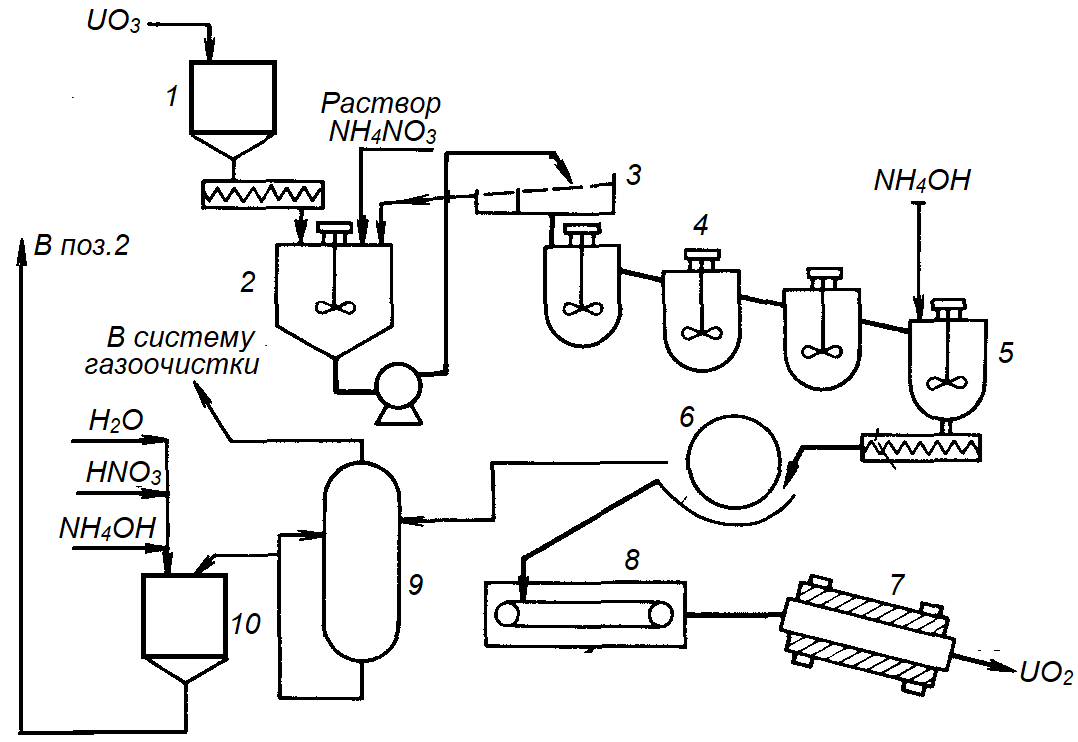 UO3
1
Раствор
NH4NO3
3
NH4OH
4
В поз.2
2
5
В систему
газоочистки
6
H2O
HNO3
NH4OH
8
7
9
10
UO2